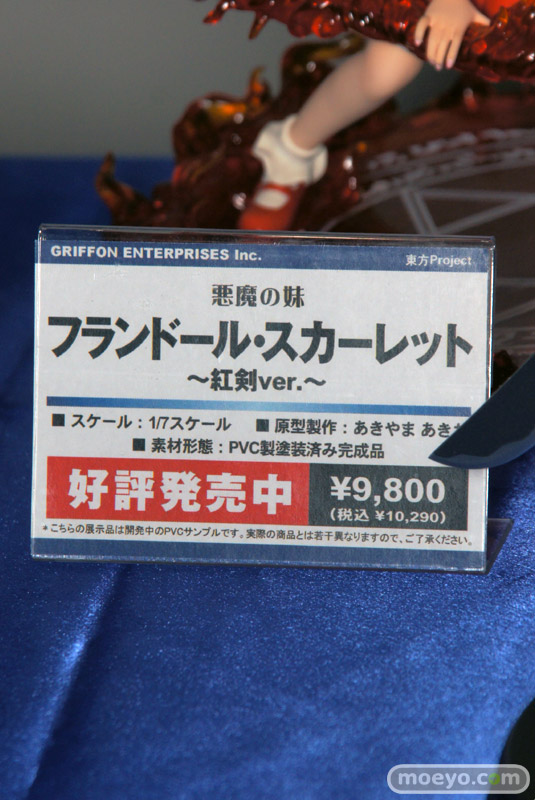 GRIFFON ENTERPRISES Inc.
東方Project
悪魔の妹
フランドール・スカーレット
～紅剣ver.～
■ スケール：1/7スケール ■ 原型製作：あきやま あき
■ 素材形態：PVC製塗装済み完成品
好評発売中
¥9,800
(税込 ¥10,290)
＊こちらの展示品は開発中のPVCサンプルです。実際の商品とは若干異なりますので、ご了承ください。
moeyo.com